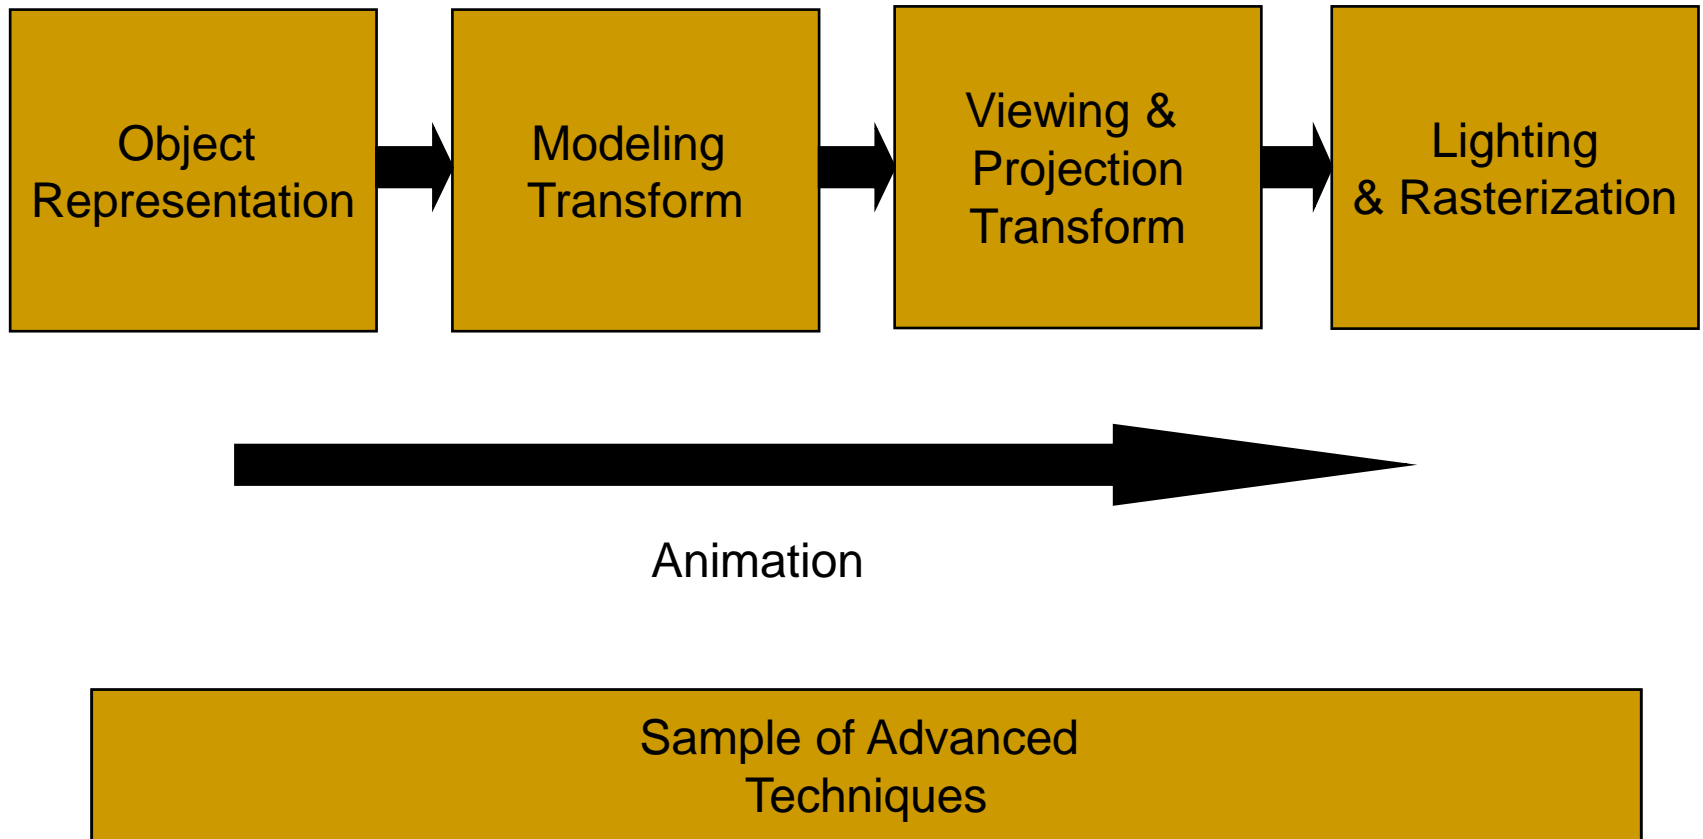 Object
Representation
Modeling
Transform
Viewing &
Projection
Transform
Lighting
& Rasterization
Animation
Sample of Advanced
Techniques